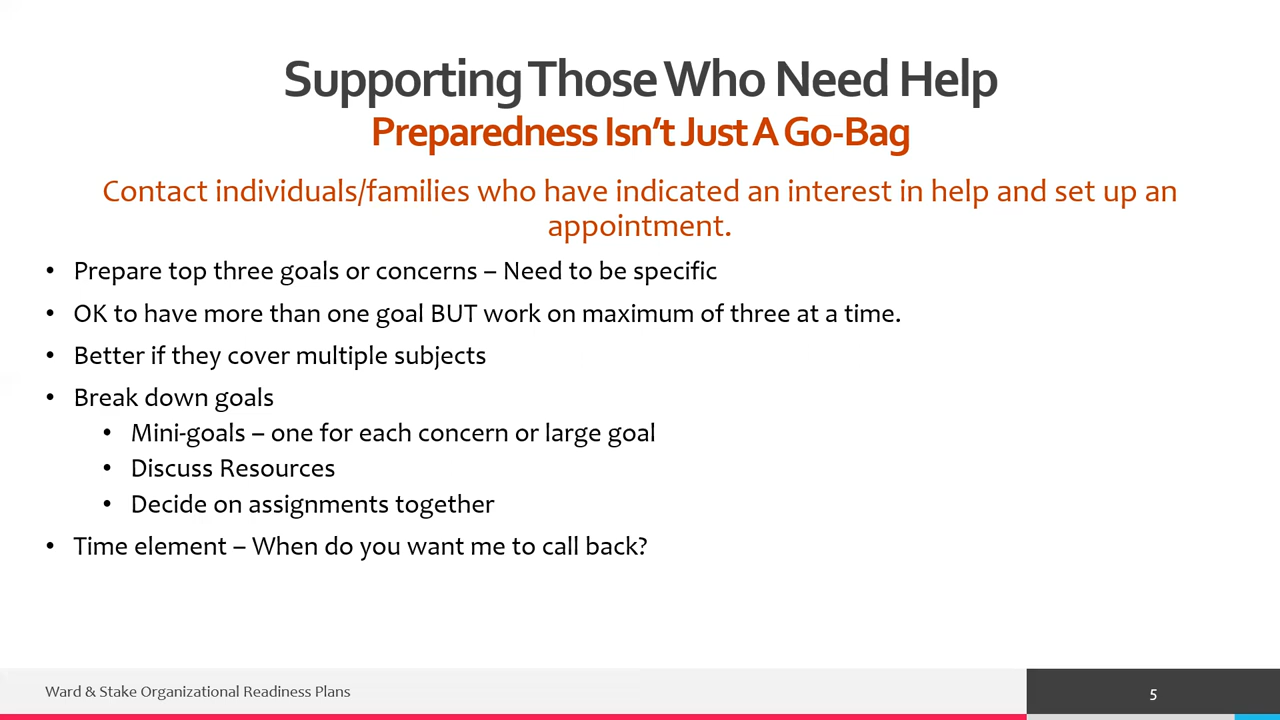 Supporting Those Who Need Help
Preparedness Isn’t Just A Go-Bag
Contact individuals/families who have indicated an interest in help and set up an
appointment.
• Prepare top three goals or concerns – Need to be specific
• OK to have more than one goal BUT work on maximum of three at a time.
• Better if they cover multiple subjects
• Break down goals
• Mini-goals – one for each concern or large goal
• Discuss Resources
• Decide on assignments together
• Time element – When do you want me to call back?
Ward & Stake Organizational Readiness Plans
5